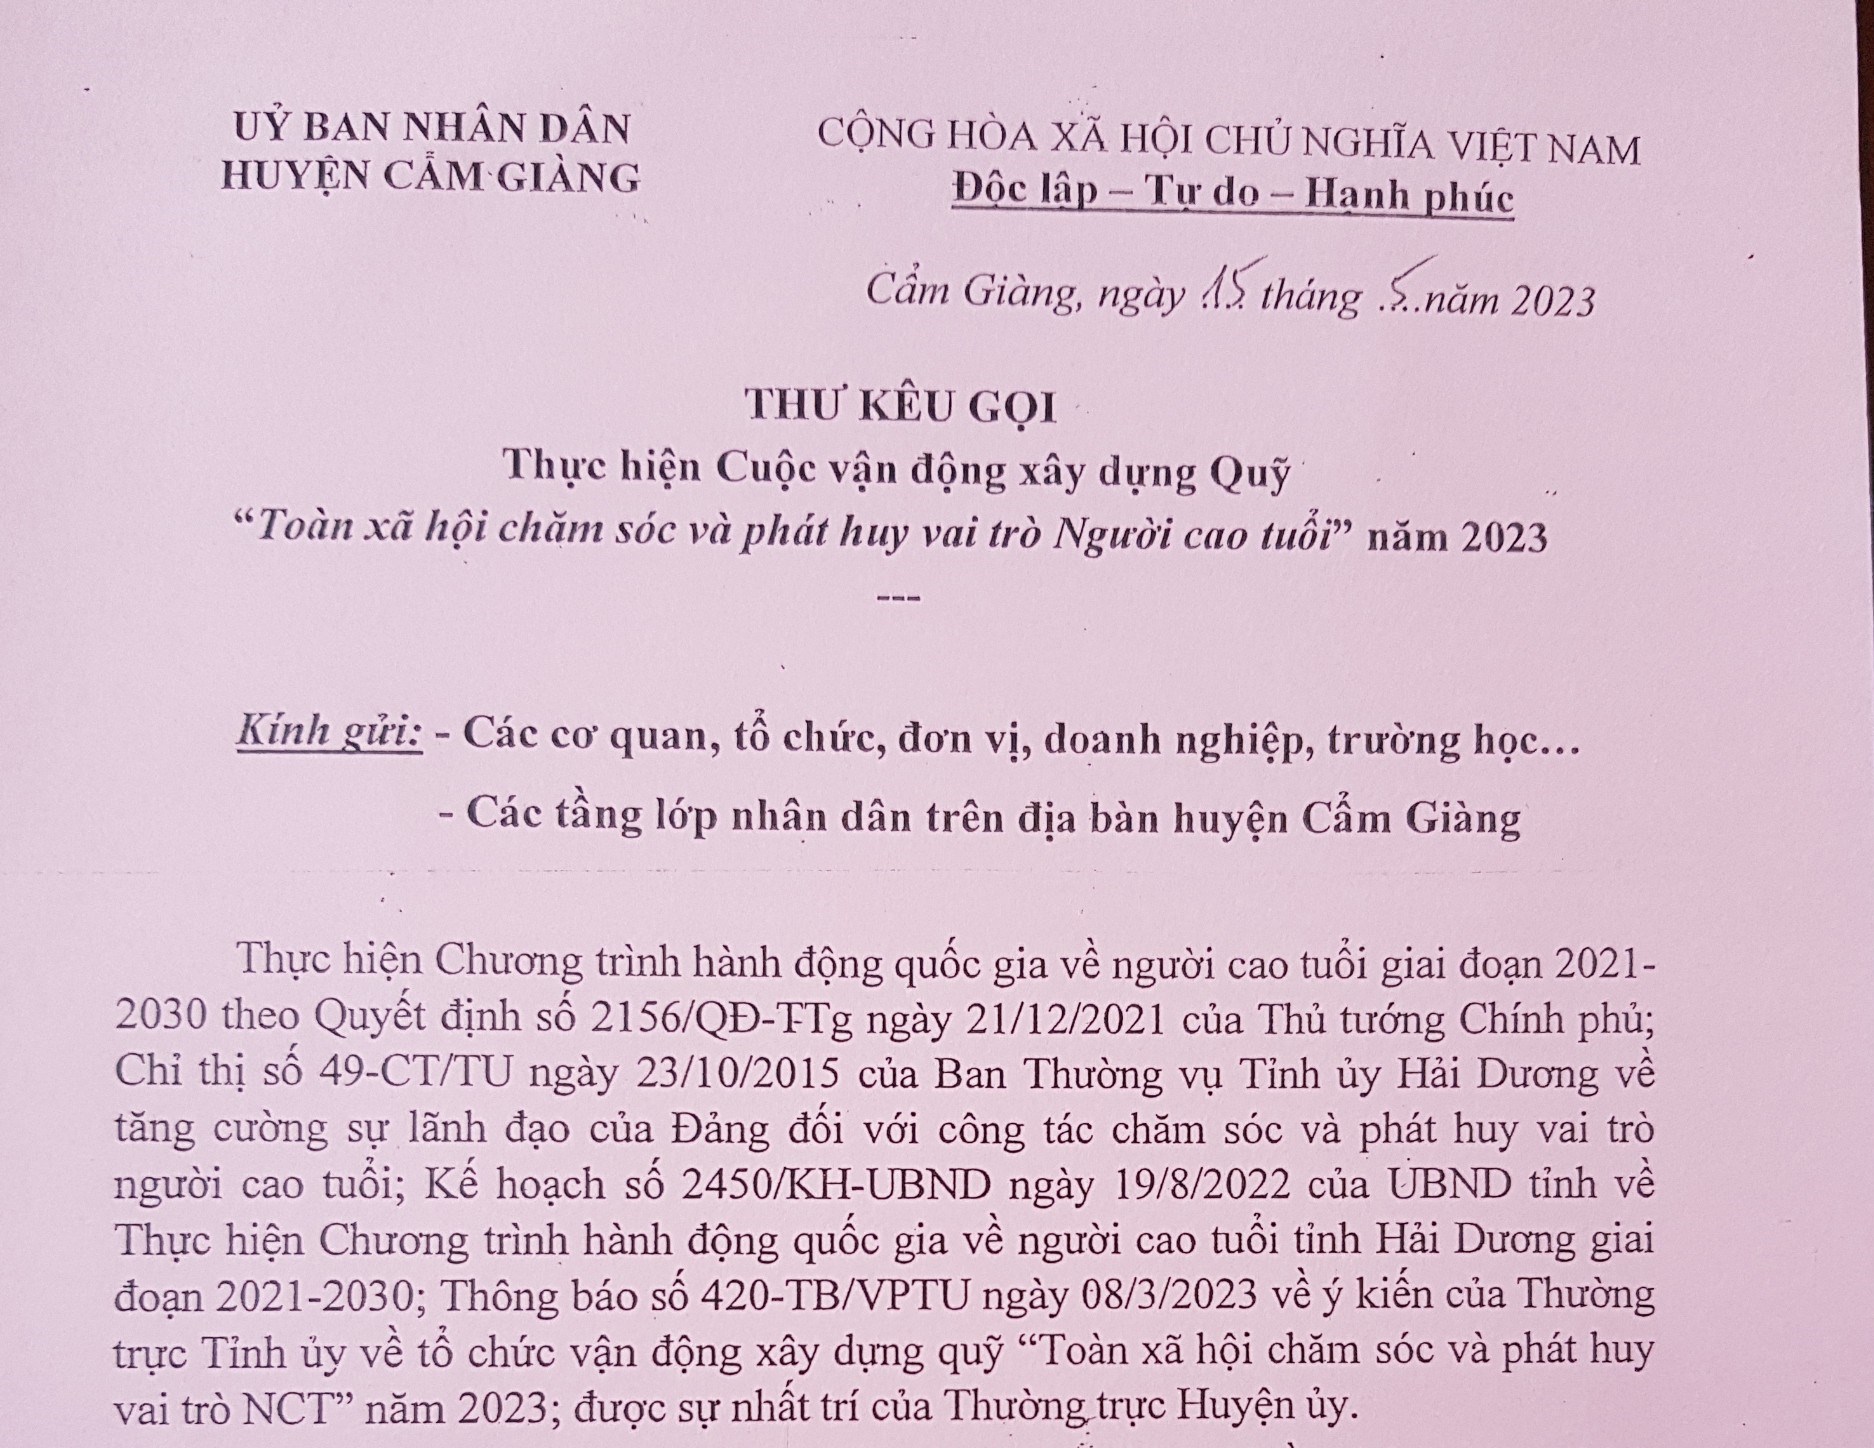 UỶ BAN NHÂN DÂN
HUYỆN CẨM GIÀNG
CỘNG HÒA XÃ HỘI CHỦ NGHĨA VIỆT NAM
Độc lập – Tự do – Hạnh phúc
Cẩm Giàng, ngày 15 tháng 5 năm 2023
THƯ KÊU GỌI
Thực hiện Cuộc vận động xây dựng Quỹ
“Toàn xã hội chăm sóc và phát huy vai trò Người cao tuổi” năm 2023
---
Kính gửi: - Các cơ quan, tổ chức, đơn vị, doanh nghiệp, trường học...
- Các tầng lớp nhân dân trên địa bàn huyện Cẩm Giàng
Thực hiện Chương trình hành động quốc gia về người cao tuổi giai đoạn 2021-
2030 theo Quyết định số 2156/QĐ-TTg ngày 21/12/2021 của Thủ tướng Chính phủ;
Chỉ thị số 49-CT/TU ngày 23/10/2015 của Ban Thường vụ Tỉnh ủy Hải Dương về
tăng cường sự lãnh đạo của Đảng đối với công tác chăm sóc và phát huy vai trò
người cao tuổi; Kế hoạch số 2450/KH-UBND ngày 19/8/2022 của UBND tỉnh về
Thực hiện Chương trình hành động quốc gia về người cao tuổi tỉnh Hải Dương giai
đoạn 2021-2030; Thông báo số 420-TB/VPTU ngày 08/3/2023 về ý kiến của Thường
trực Tỉnh ủy về tổ chức vận động xây dựng quỹ “Toàn xã hội chăm sóc và phát huy
vai trò NCT” năm 2023; được sự nhất trí của Thường trực Huyện ủy.